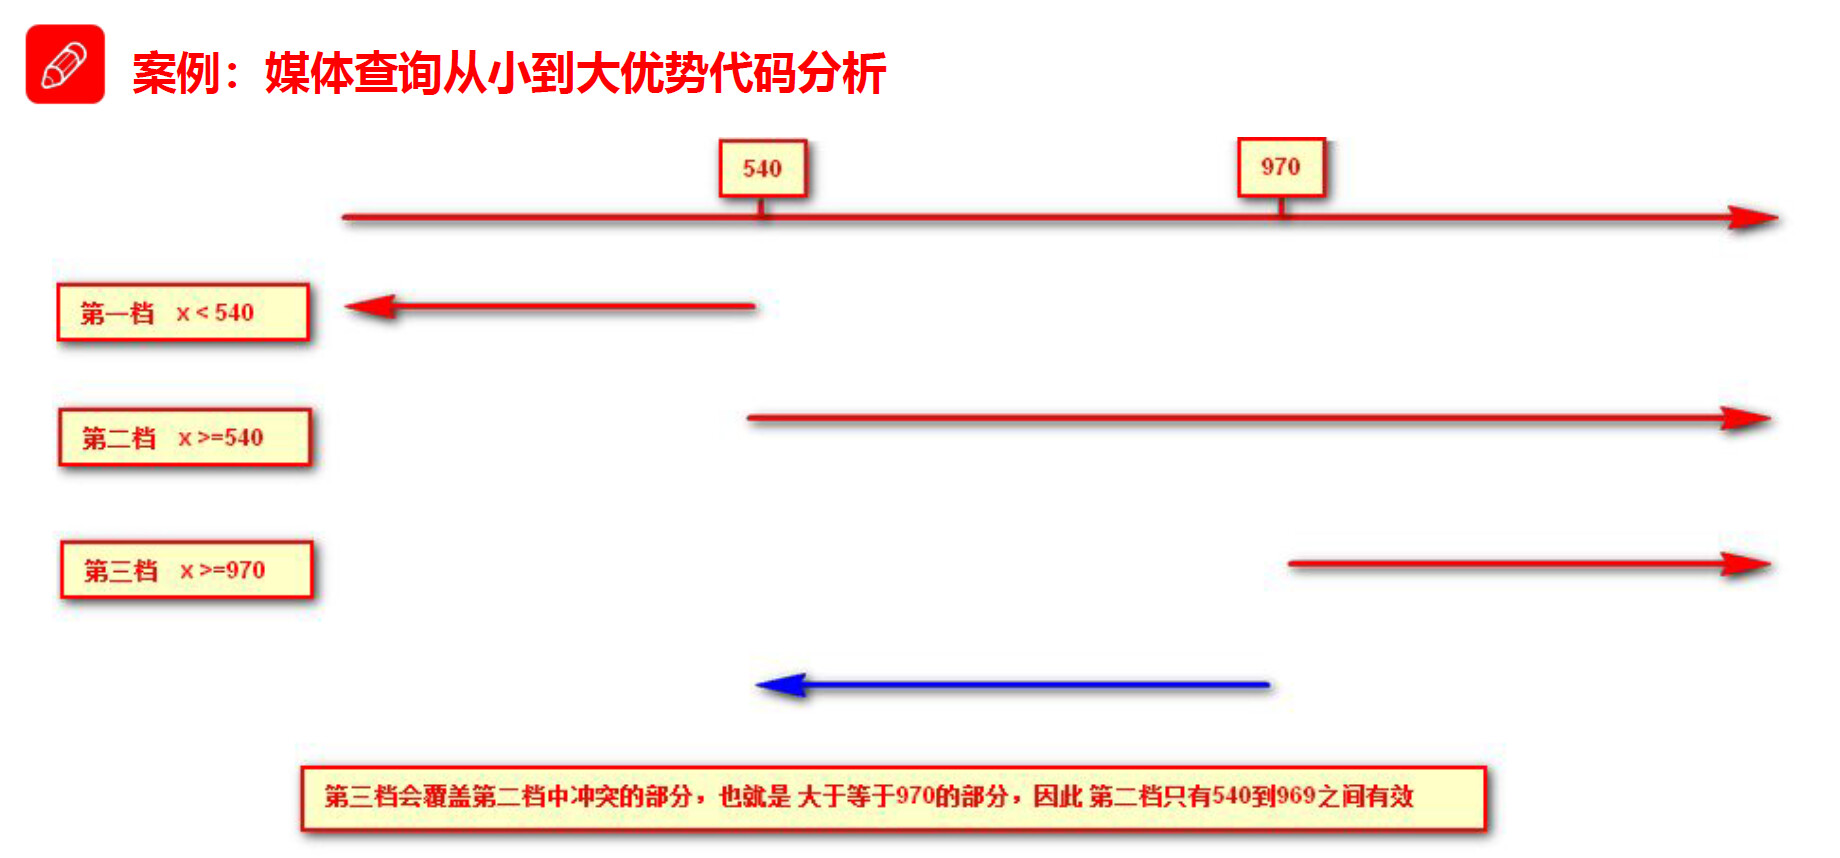 案例：媒体查询从小到大优势代码分析
540
970
第一档 x < 540
第二档 x >=540
第三档 x >=970
第三档会覆盖第二档中冲突的部分，也就是 大于等于970的部分，因此 第二档只有540到969之间有效